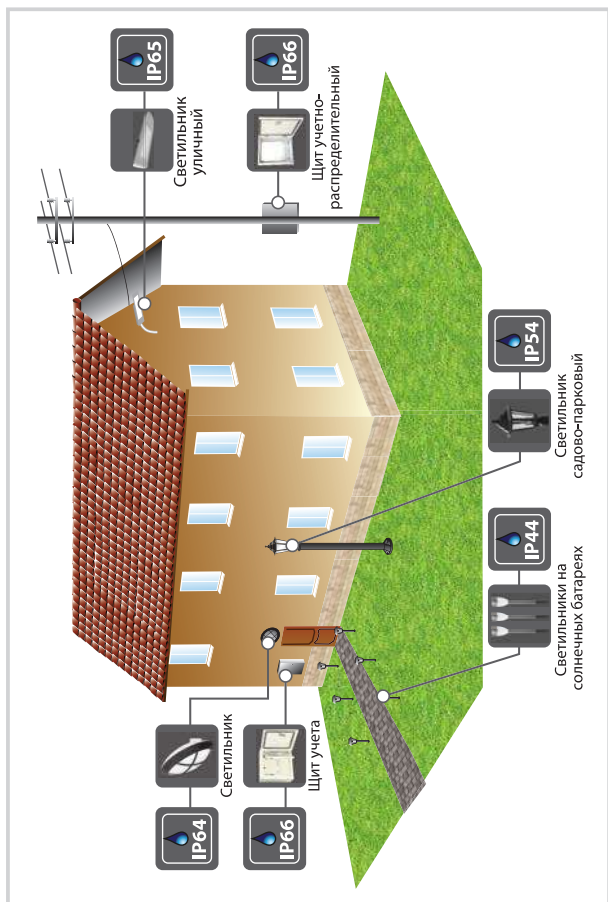 IP65
Светильник
уличный
IP66
Щит учетно-
распределительный
IP54
Светильник
садово-парковый
IP44
Светильники на
солнечных батареях
IP64
Светильник
IP66
Щит учета